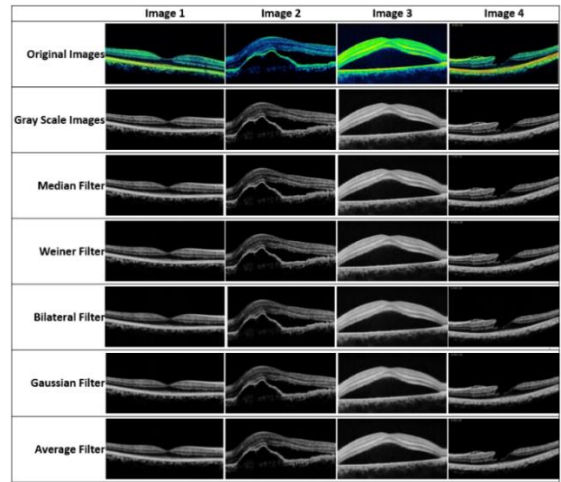 Image 1 Image 2 Image 3 Image 4
Original Images
Gray Scale Images
Median Filter
Weiner Filter
Bilateral Filter
Gaussian Filter
Average Filter